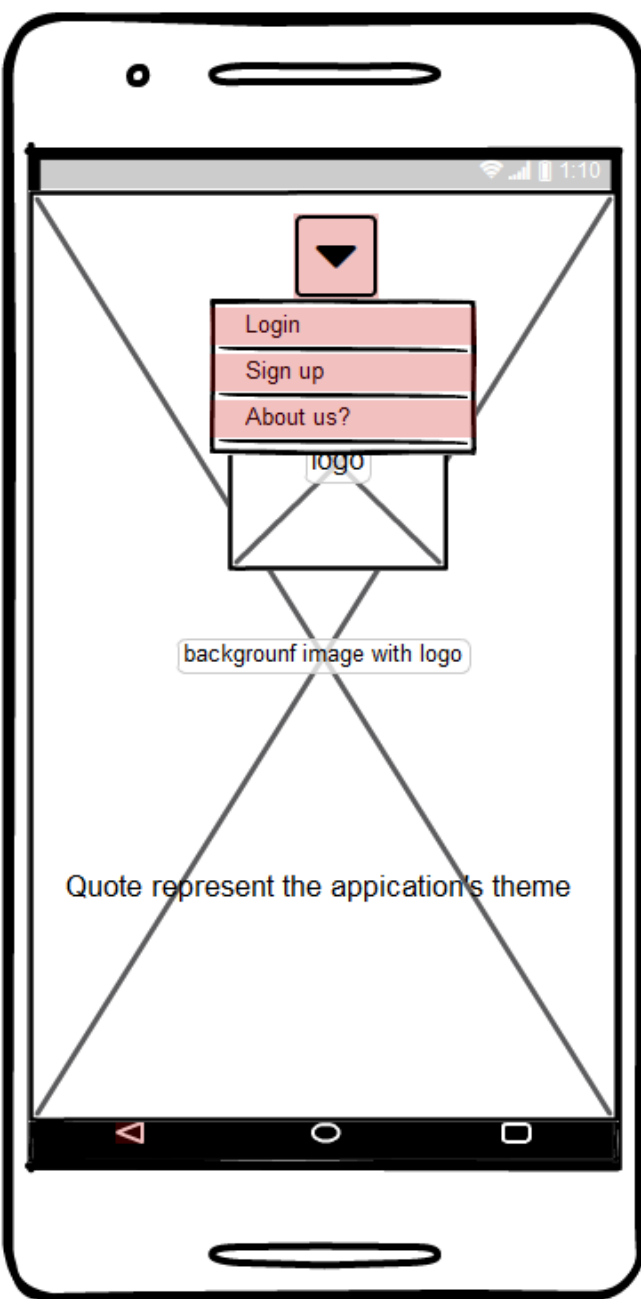 1:10
Login
Sign up
About us?
logo
backgrounf image with logo
Quote represent the appication's theme